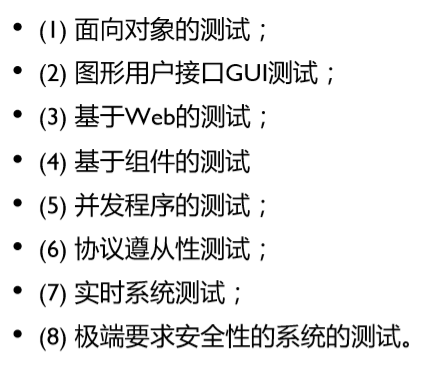 • (1) 面向对象的测试；
• (2) 图形用户接口GUI测试；
• (3) 基于Web的测试；
• (4) 基于组件的测试
• (5) 并发程序的测试；
• (6) 协议遵从性测试；
• (7) 实时系统测试；
• (8) 极端要求安全性的系统的测试。